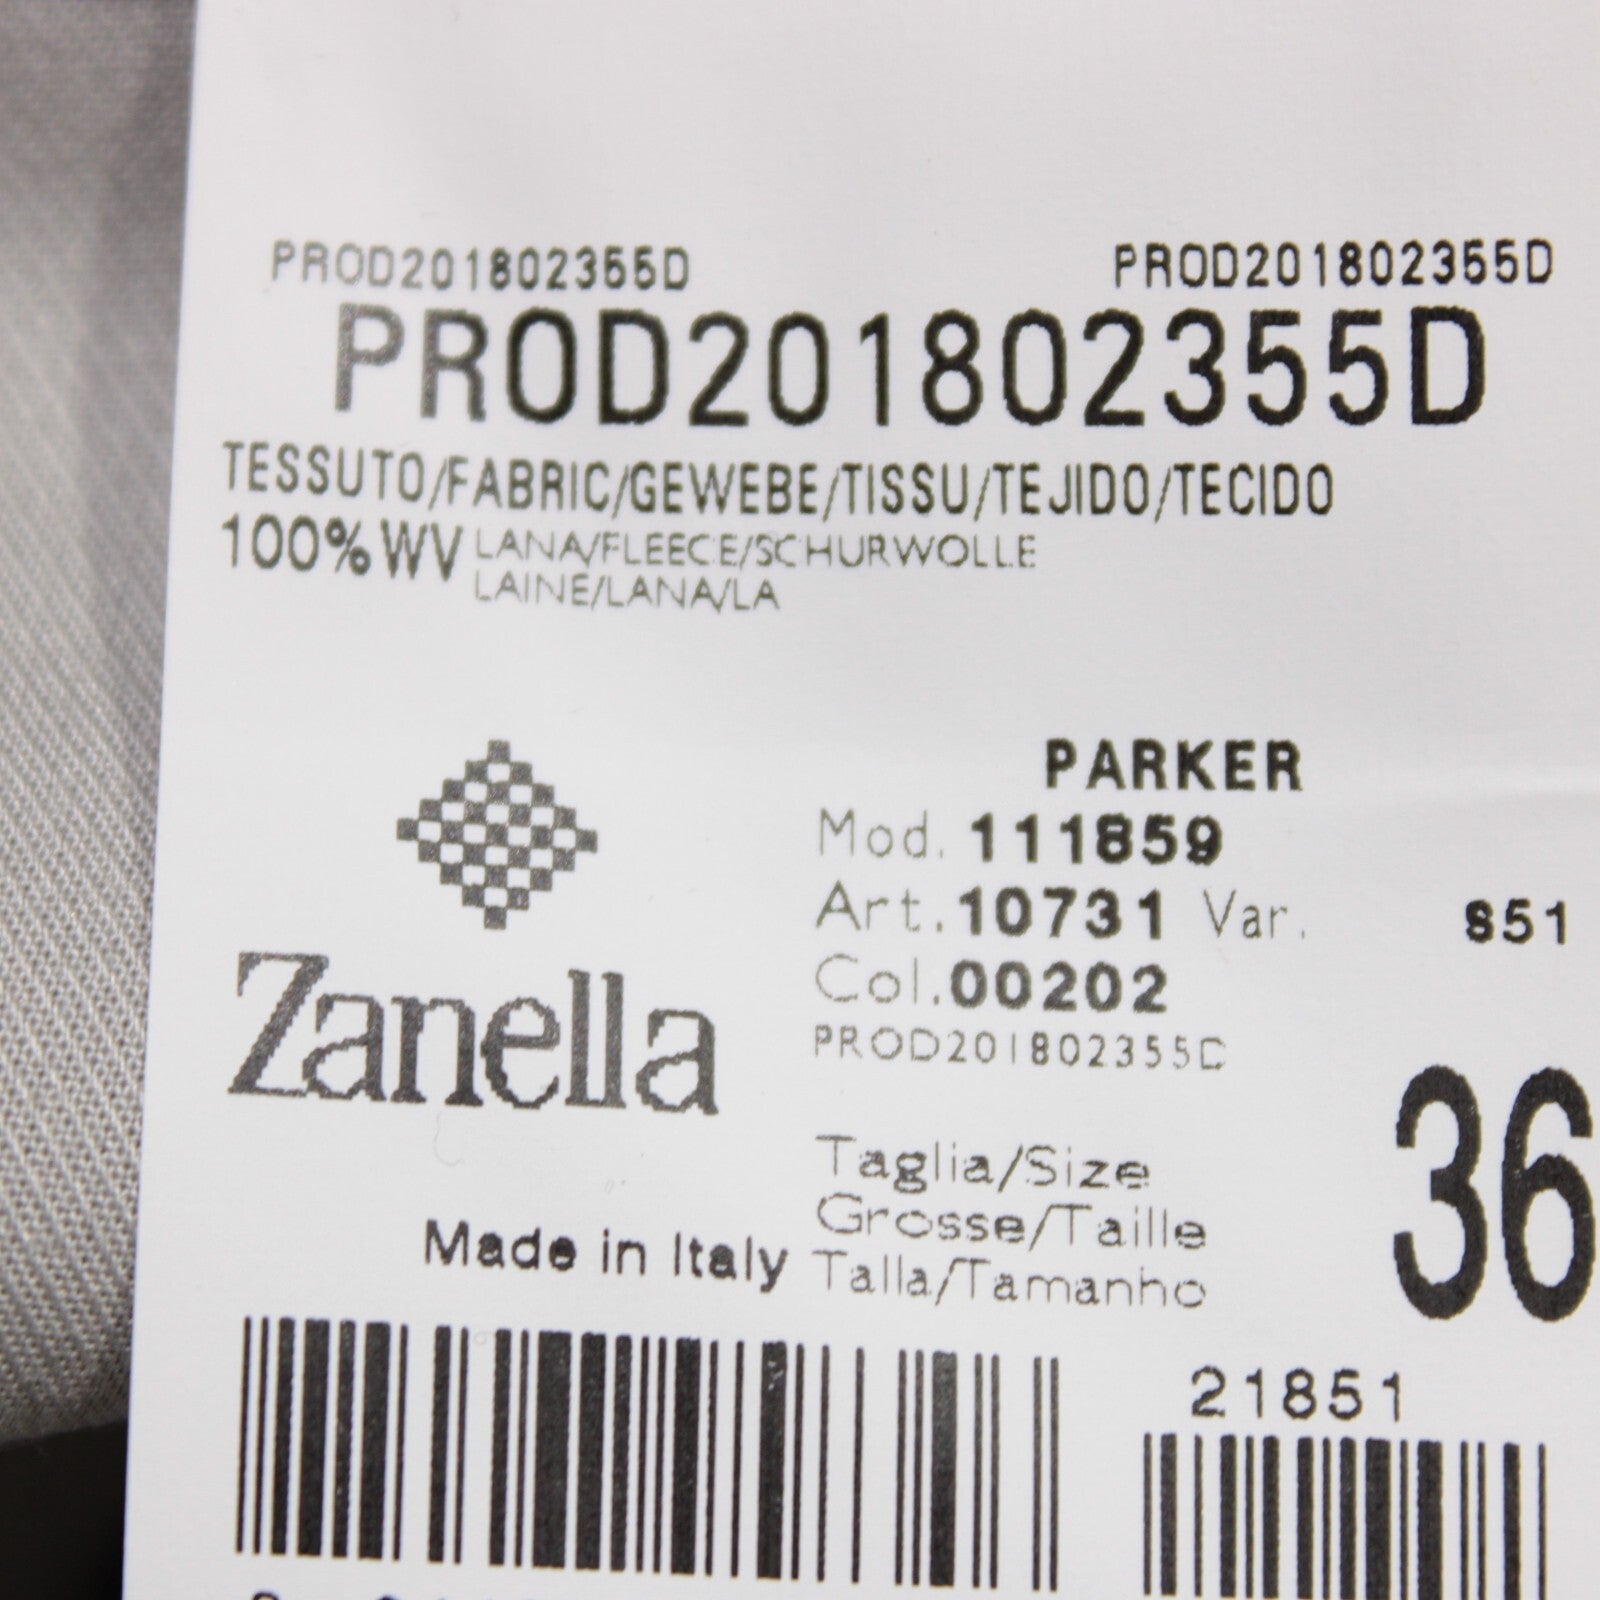 PROD201802355D PROD201802355D
PROD201802355D
TESSUTO/FABRIC/GEWEBE/TISSU/TEJIDO/TECIDO
100% WV LANA/FLEECE/SCHURWOLLE
LAINE/LANA/LA
PARKER
Mod. 111859
Art. 10731 Var. 851
Col. 00202
PROD201802355D
Zanella
36
Taglia/Size
Grosse/Taille
Talla/Tamanho
Made in Italy
21851